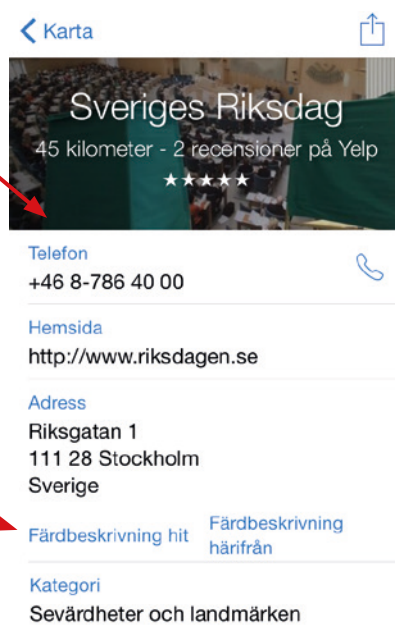 Karta
Sveriges Riksdag
45 kilometer - 2 recensioner på Yelp
★★★★★
Telefon
+46 8-786 40 00
Hemsida
http://www.riksdagen.se
Adress
Riksgatan 1
111 28 Stockholm
Sverige
Färdbeskrivning hit
Färdbeskrivning
härifrån
Kategori
Sevärdheter och landmärken